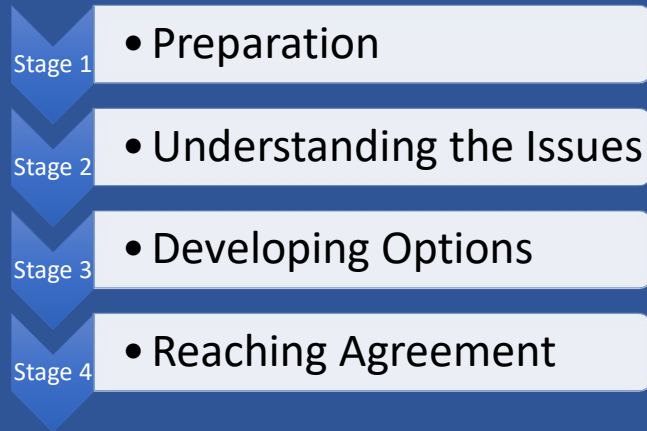 Stage 1
• Preparation
Stage 2
• Understanding the Issues
Stage 3
• Developing Options
Stage 4
• Reaching Agreement